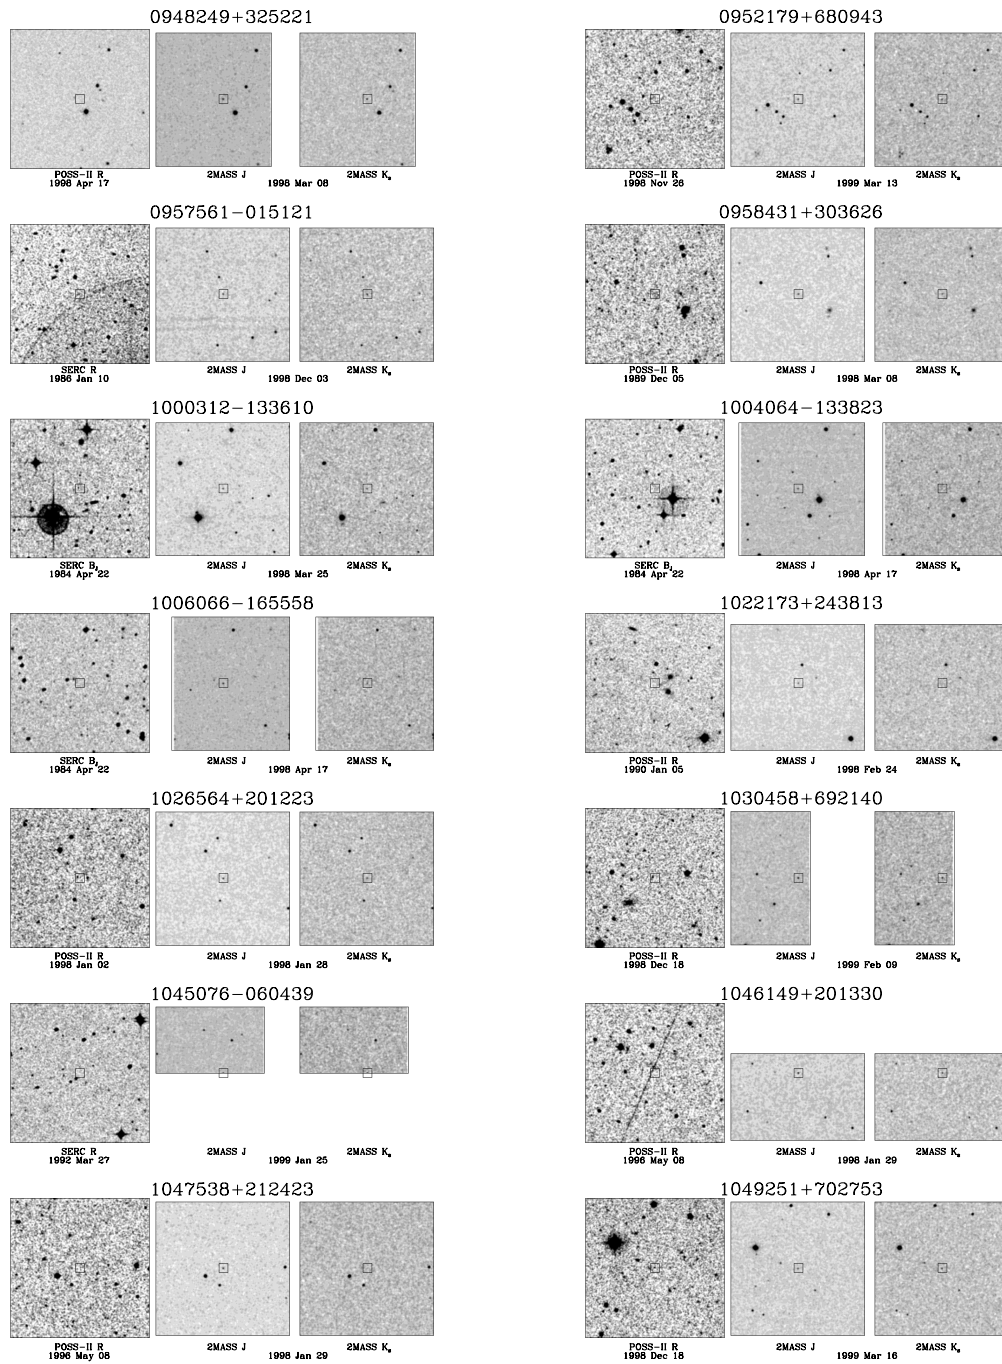 0948249+325221
POSS-II R
1998 Apr 17
2MASS J
1998 Mar 08
2MASS Ks
0952179+680943
POSS-II R
1998 Nov 26
2MASS J
1999 Mar 13
2MASS Ks
0957561-015121
SERC R
1986 Jan 10
2MASS J
1998 Dec 03
2MASS Ks
0958431+303626
POSS-II R
1989 Dec 05
2MASS J
1998 Mar 08
2MASS Ks
1000312-133610
SERC BJ
1984 Apr 22
2MASS J
1998 Mar 25
2MASS Ks
1004064-133823
SERC BJ
1984 Apr 22
2MASS J
1998 Apr 17
2MASS Ks
1006066-165558
SERC BJ
1984 Apr 22
2MASS J
1998 Apr 17
2MASS Ks
1022173+243813
POSS-II R
1990 Jan 05
2MASS J
1998 Feb 24
2MASS Ks
1026564+201223
POSS-II R
1998 Jan 02
2MASS J
1998 Jan 28
2MASS Ks
1030458+692140
POSS-II R
1998 Dec 18
2MASS J
1999 Feb 09
2MASS Ks
1045076-060439
SERC R
1992 Mar 27
2MASS J
1999 Jan 25
2MASS Ks
1046149+201330
POSS-II R
1996 May 08
2MASS J
1998 Jan 29
2MASS Ks
1047538+212423
POSS-II R
1996 May 08
2MASS J
1998 Jan 29
2MASS Ks
1049251+702753
POSS-II R
1998 Dec 18
2MASS J
1999 Mar 16
2MASS Ks